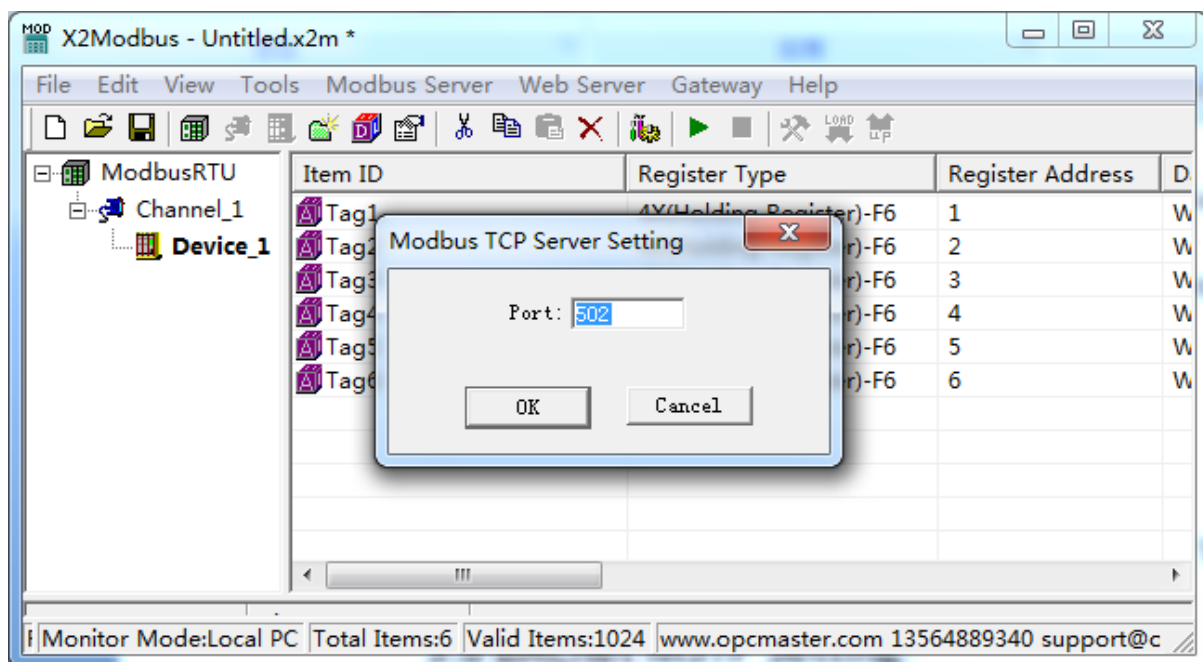 MOD
X2Modbus - Untitled.x2m *
File Edit View Tools Modbus Server Web Server Gateway Help
LOAD
UP
ModbusRTU Item ID Register Type Register Address D
Channel_1 Tag1 4X(Holding Register)-F6 1 W
Device_1 Tag2 r)-F6 2 W
Tag3 r)-F6 3 W
Tag4 r)-F6 4 W
Tag5 r)-F6 5 W
Tag6 r)-F6 6 W
Modbus TCP Server Setting
Port: 502
OK Cancel
Monitor Mode:Local PC Total Items:6 Valid Items:1024 www.opcmaster.com 13564889340 support@c